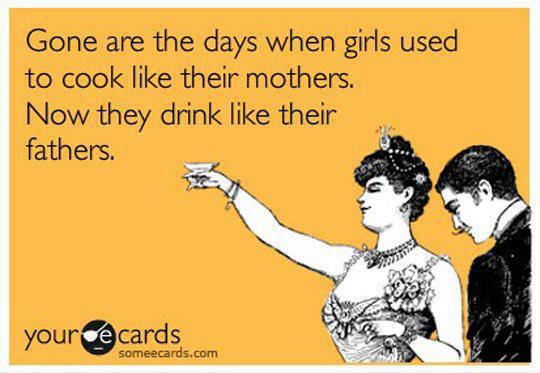 Gone are the days when girls used
to cook like their mothers.
Now they drink like their
fathers.
your e cards
someecards.com